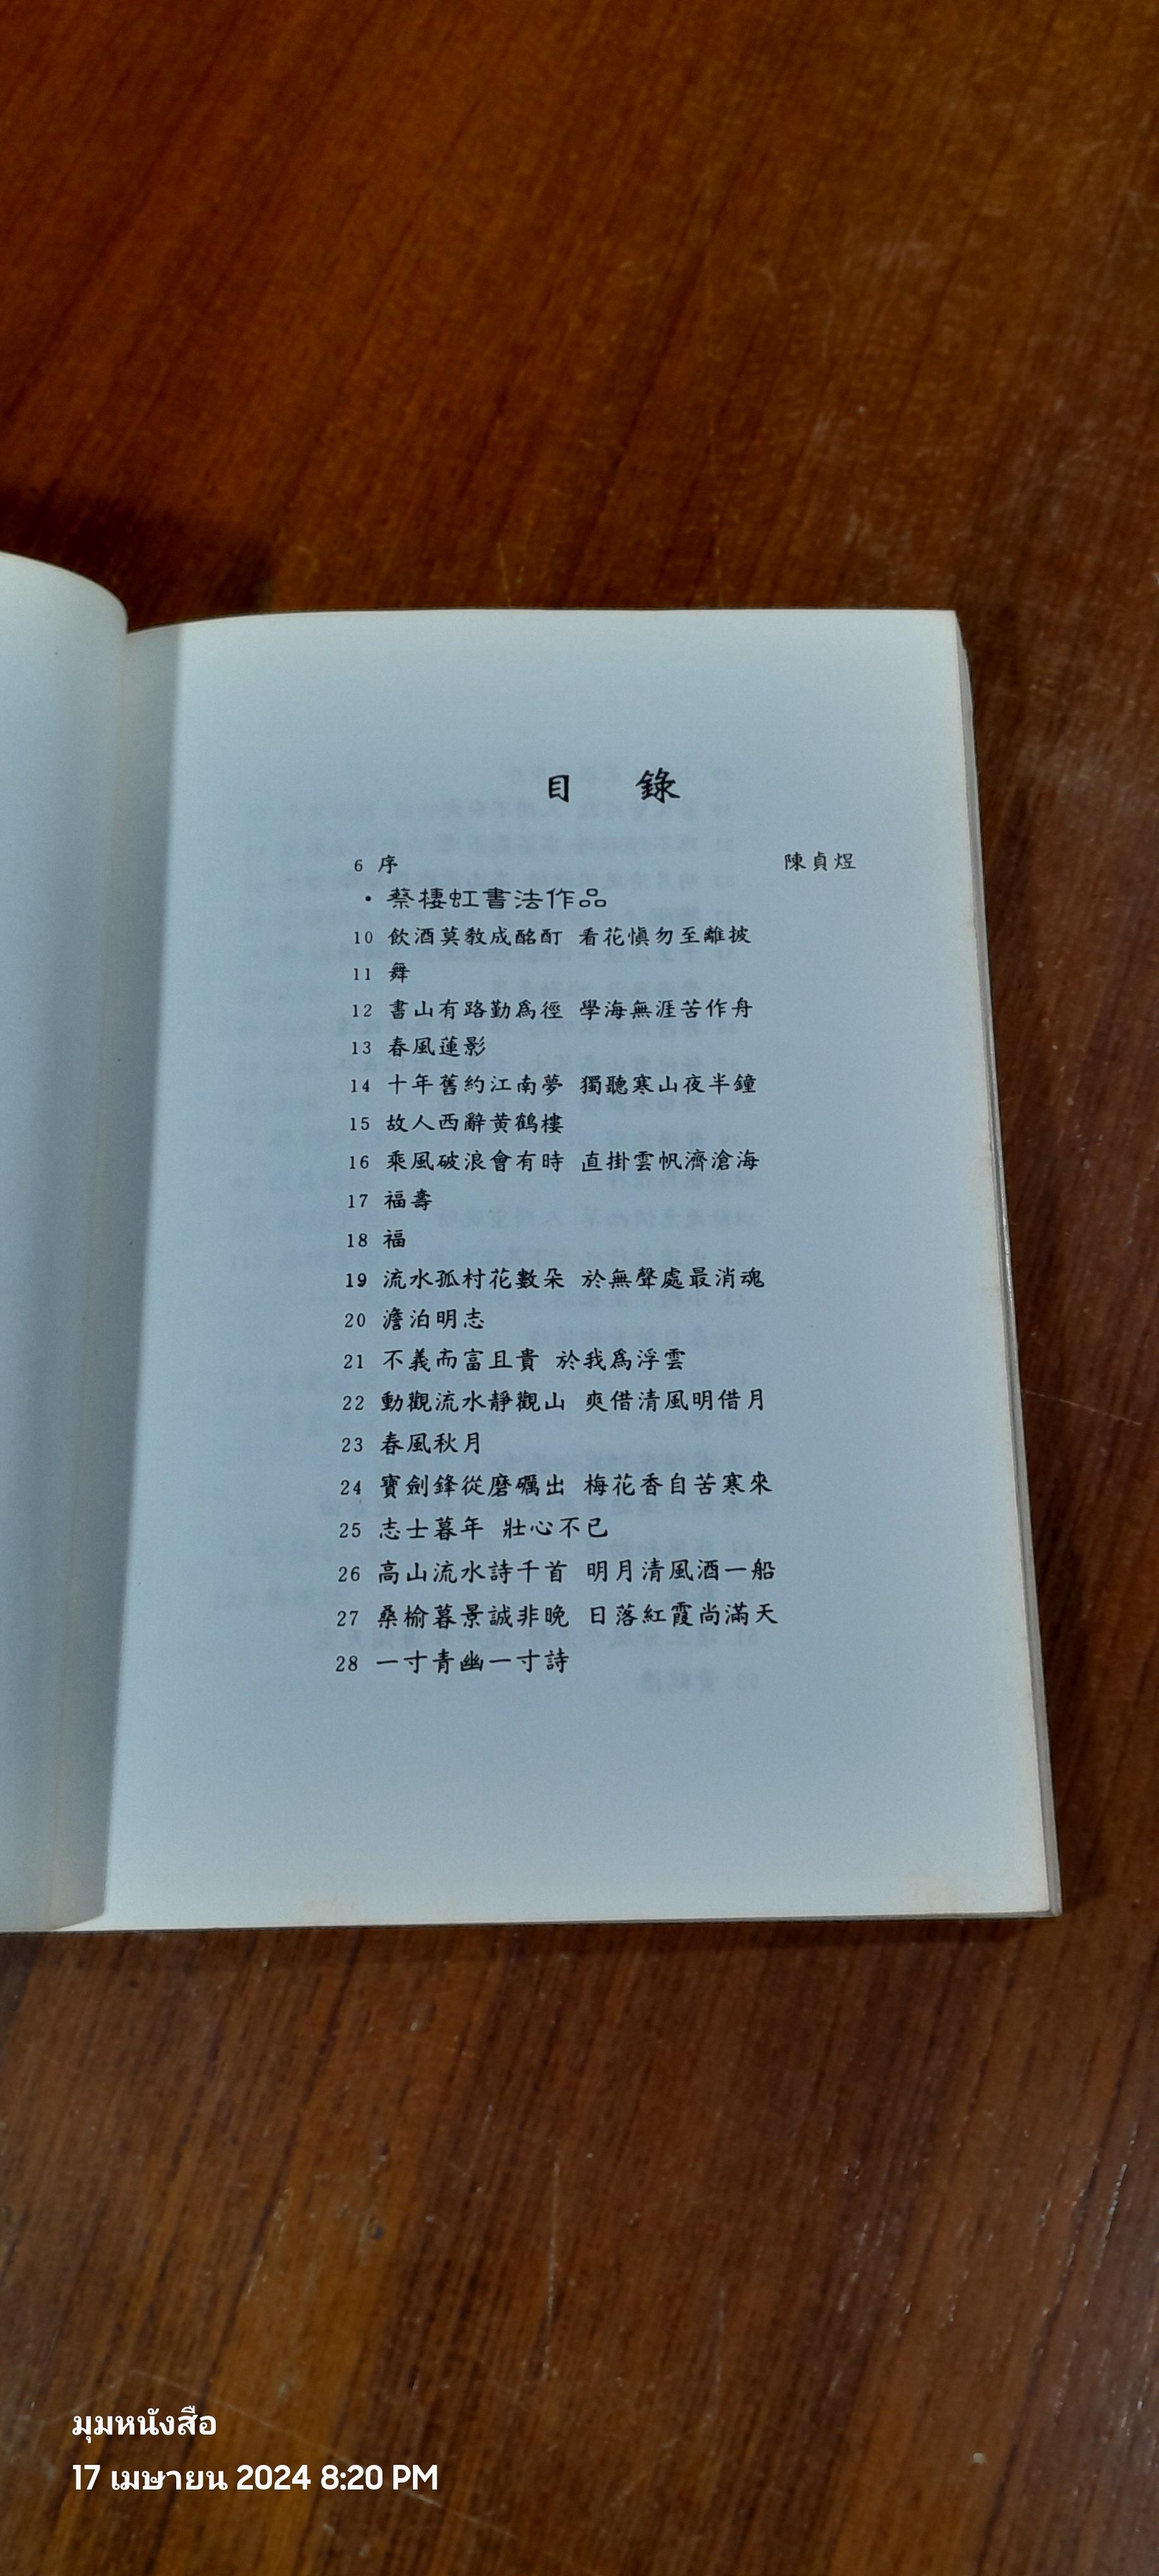 目 錄
6 序 陳貞煜
・蔡棲虹書法作品
10 飲酒莫教成酩酊 看花愼勿至離披
11 舞
12 書山有路勤爲徑 學海無涯苦作舟
13 春風蓮影
14 十年舊約江南夢 獨聽寒山夜半鐘
15 故人西辭黄鶴樓
16 乘風破浪會有時 直掛雲帆濟滄海
17 福壽
18 福
19 流水孤村花數朵 於無聲處最消魂
20 澹泊明志
21 不義而富且貴 於我爲浮雲
22 動觀流水靜觀山 爽借清風明借月
23 春風秋月
24 寶劍鋒從磨礪出 梅花香自苦寒來
25 志士暮年 壯心不已
26 高山流水詩千首 明月清風酒一船
27 桑榆暮景誠非晚 日落紅霞尚滿天
28 一寸青幽一寸詩
มุมหนังสือ
17 เมษายน 2024 8:20 PM